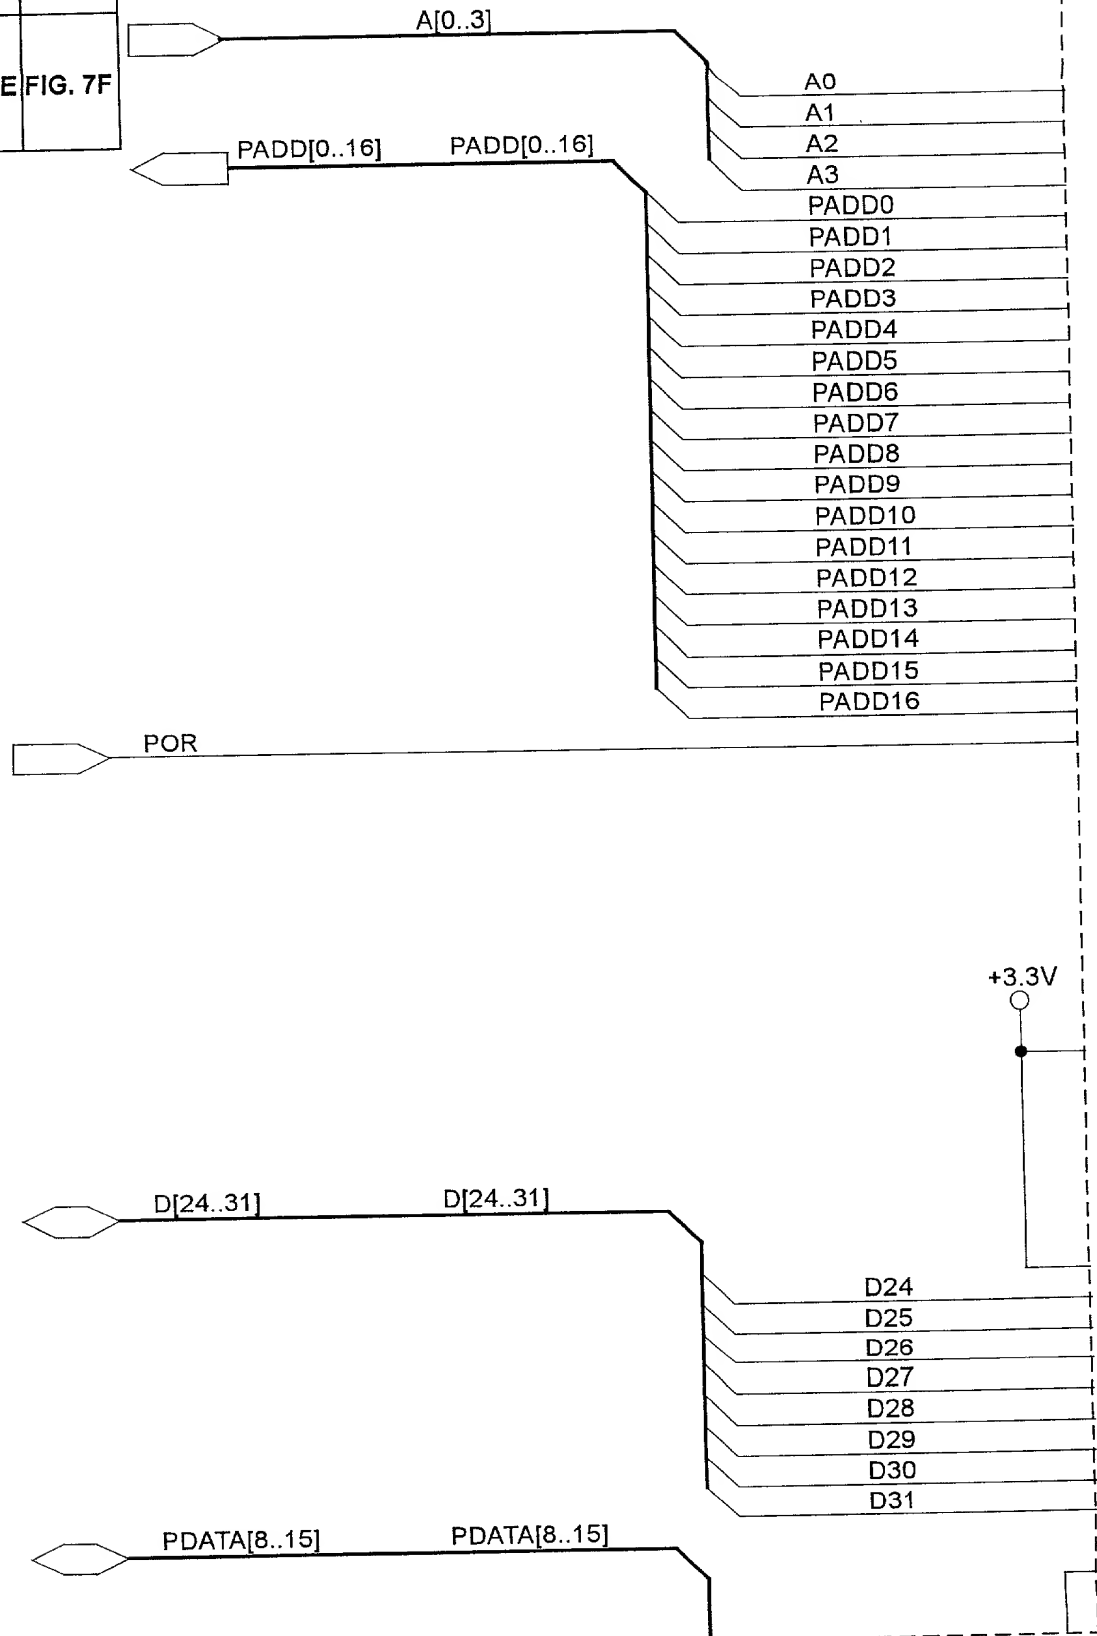 A[0..3]
E FIG. 7F
A0
A1
A2
A3
PADD[0..16] PADD[0..16]
PADD0
PADD1
PADD2
PADD3
PADD4
PADD5
PADD6
PADD7
PADD8
PADD9
PADD10
PADD11
PADD12
PADD13
PADD14
PADD15
PADD16
POR
+3.3V
D[24..31] D[24..31]
D24
D25
D26
D27
D28
D29
D30
D31
PDATA[8..15] PDATA[8..15]